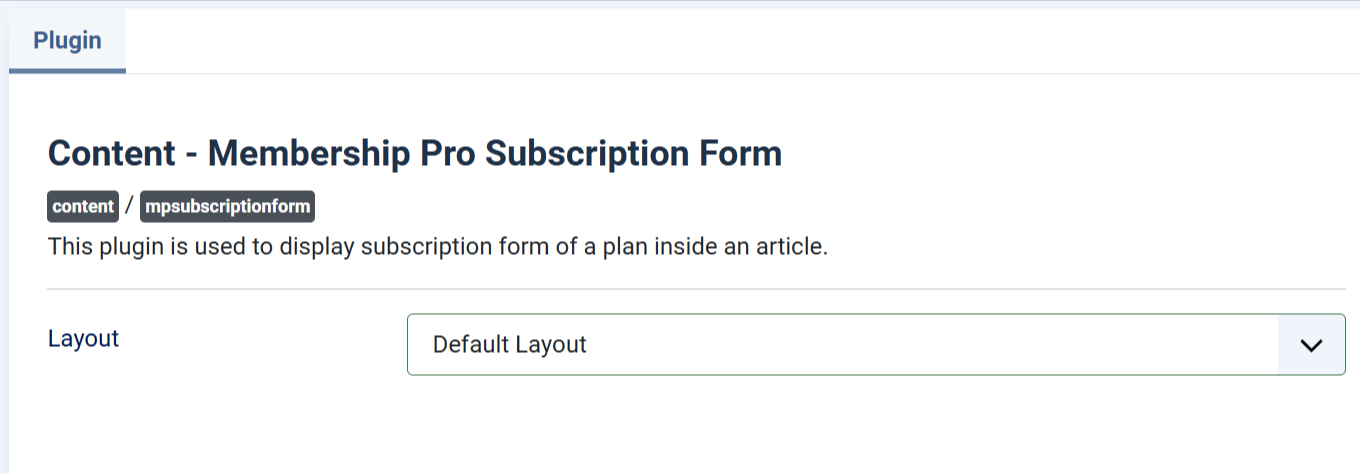 Plugin
Content - Membership Pro Subscription Form
content / mpsubscriptionform
This plugin is used to display subscription form of a plan inside an article.
Layout
Default Layout